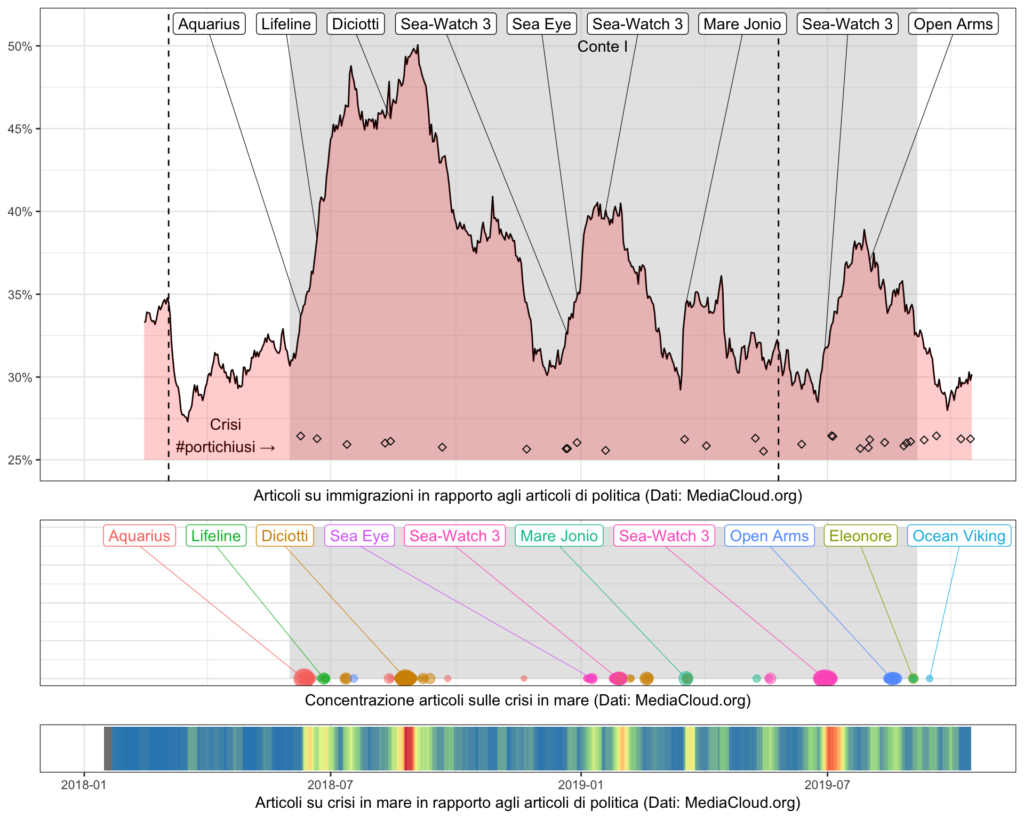 Aquarius Lifeline Diciotti Sea-Watch 3 Sea Eye Sea-Watch 3 Mare Jonio Sea-Watch 3 Open Arms
Conte I
50%
45%
40%
35%
30%
25%
Crisi
#portichiusi →
Articoli su immigrazioni in rapporto agli articoli di politica (Dati: MediaCloud.org)
Aquarius Lifeline Diciotti Sea Eye Sea-Watch 3 Mare Jonio Sea-Watch 3 Open Arms Eleonore Ocean Viking
Concentrazione articoli sulle crisi in mare (Dati: MediaCloud.org)
2018-01 2018-07 2019-01 2019-07
Articoli su crisi in mare in rapporto agli articoli di politica (Dati: MediaCloud.org)